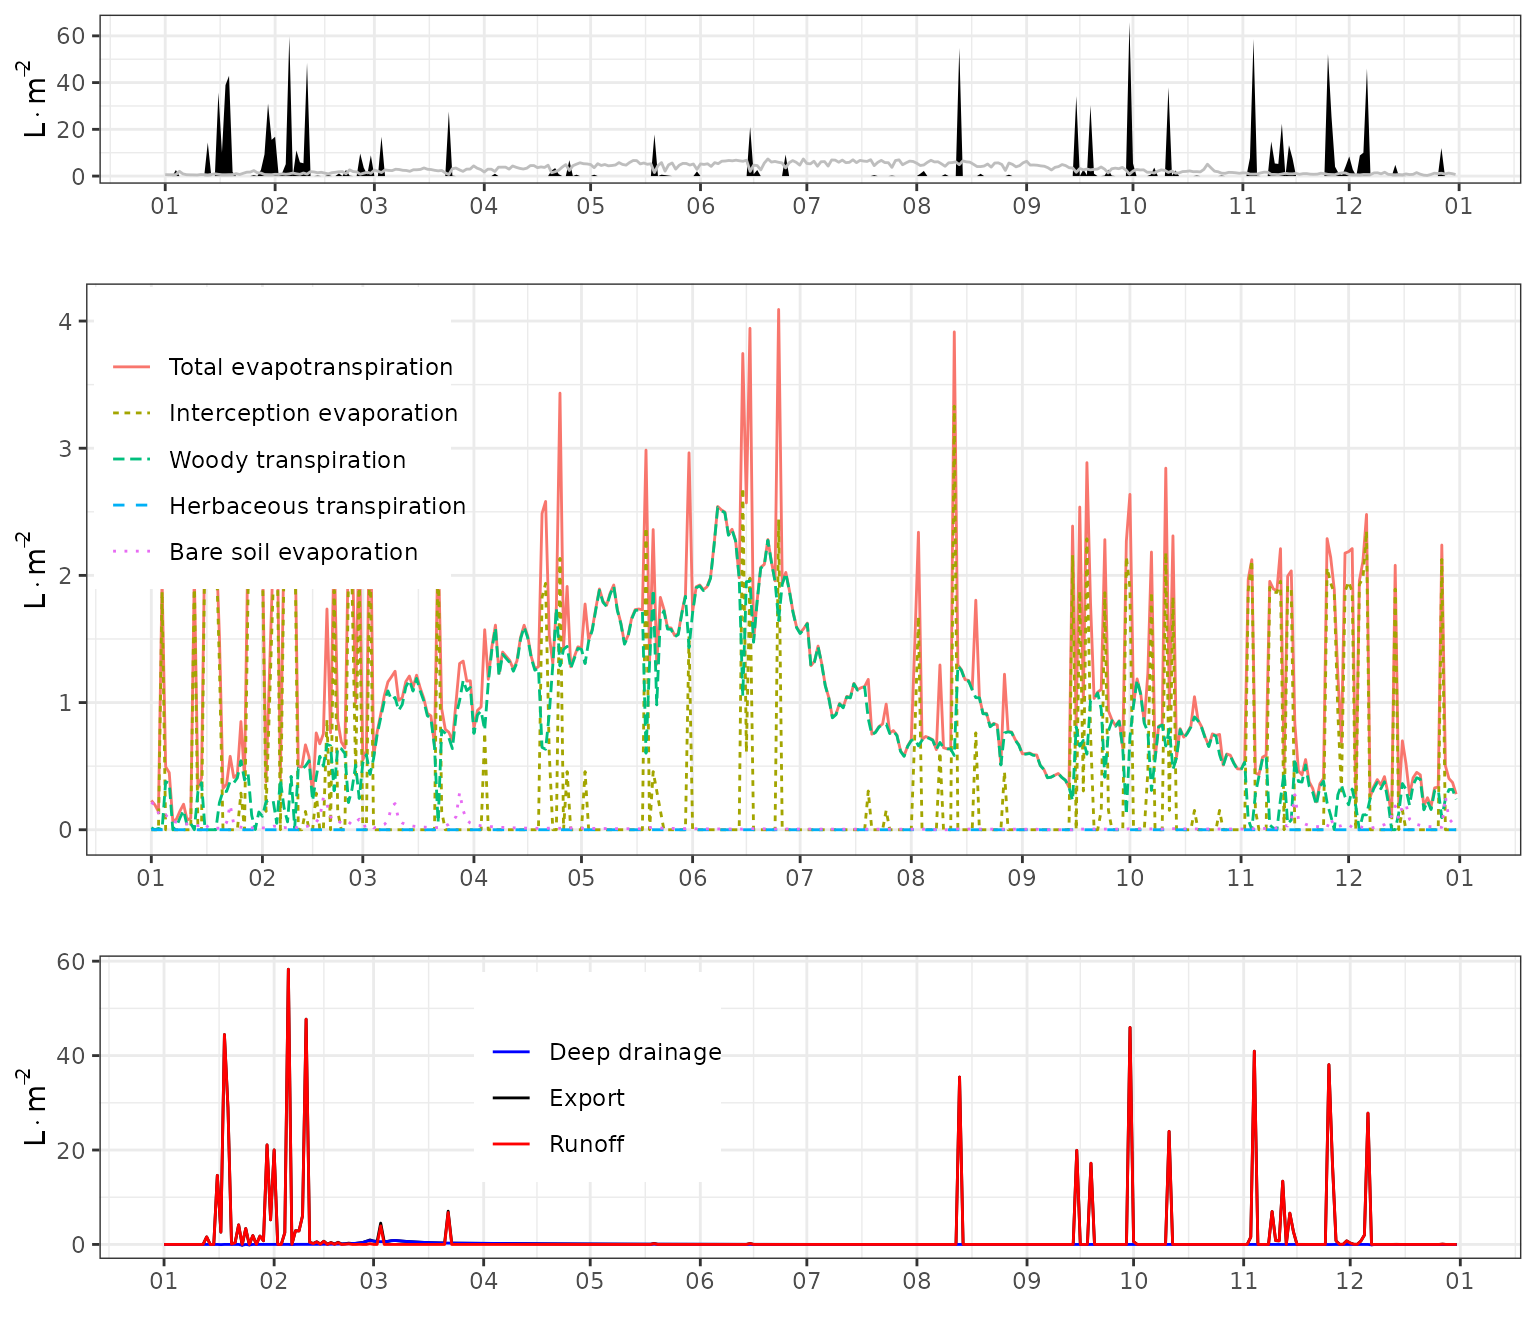 60
40
20
0
L · m⁻²
01 02 03 04 05 06 07 08 09 10 11 12 01
4
3
2
1
0
L · m⁻²
Total evapotranspiration
Interception evaporation
Woody transpiration
Herbaceous transpiration
Bare soil evaporation
01 02 03 04 05 06 07 08 09 10 11 12 01
60
40
20
0
L · m⁻²
Deep drainage
Export
Runoff
01 02 03 04 05 06 07 08 09 10 11 12 01